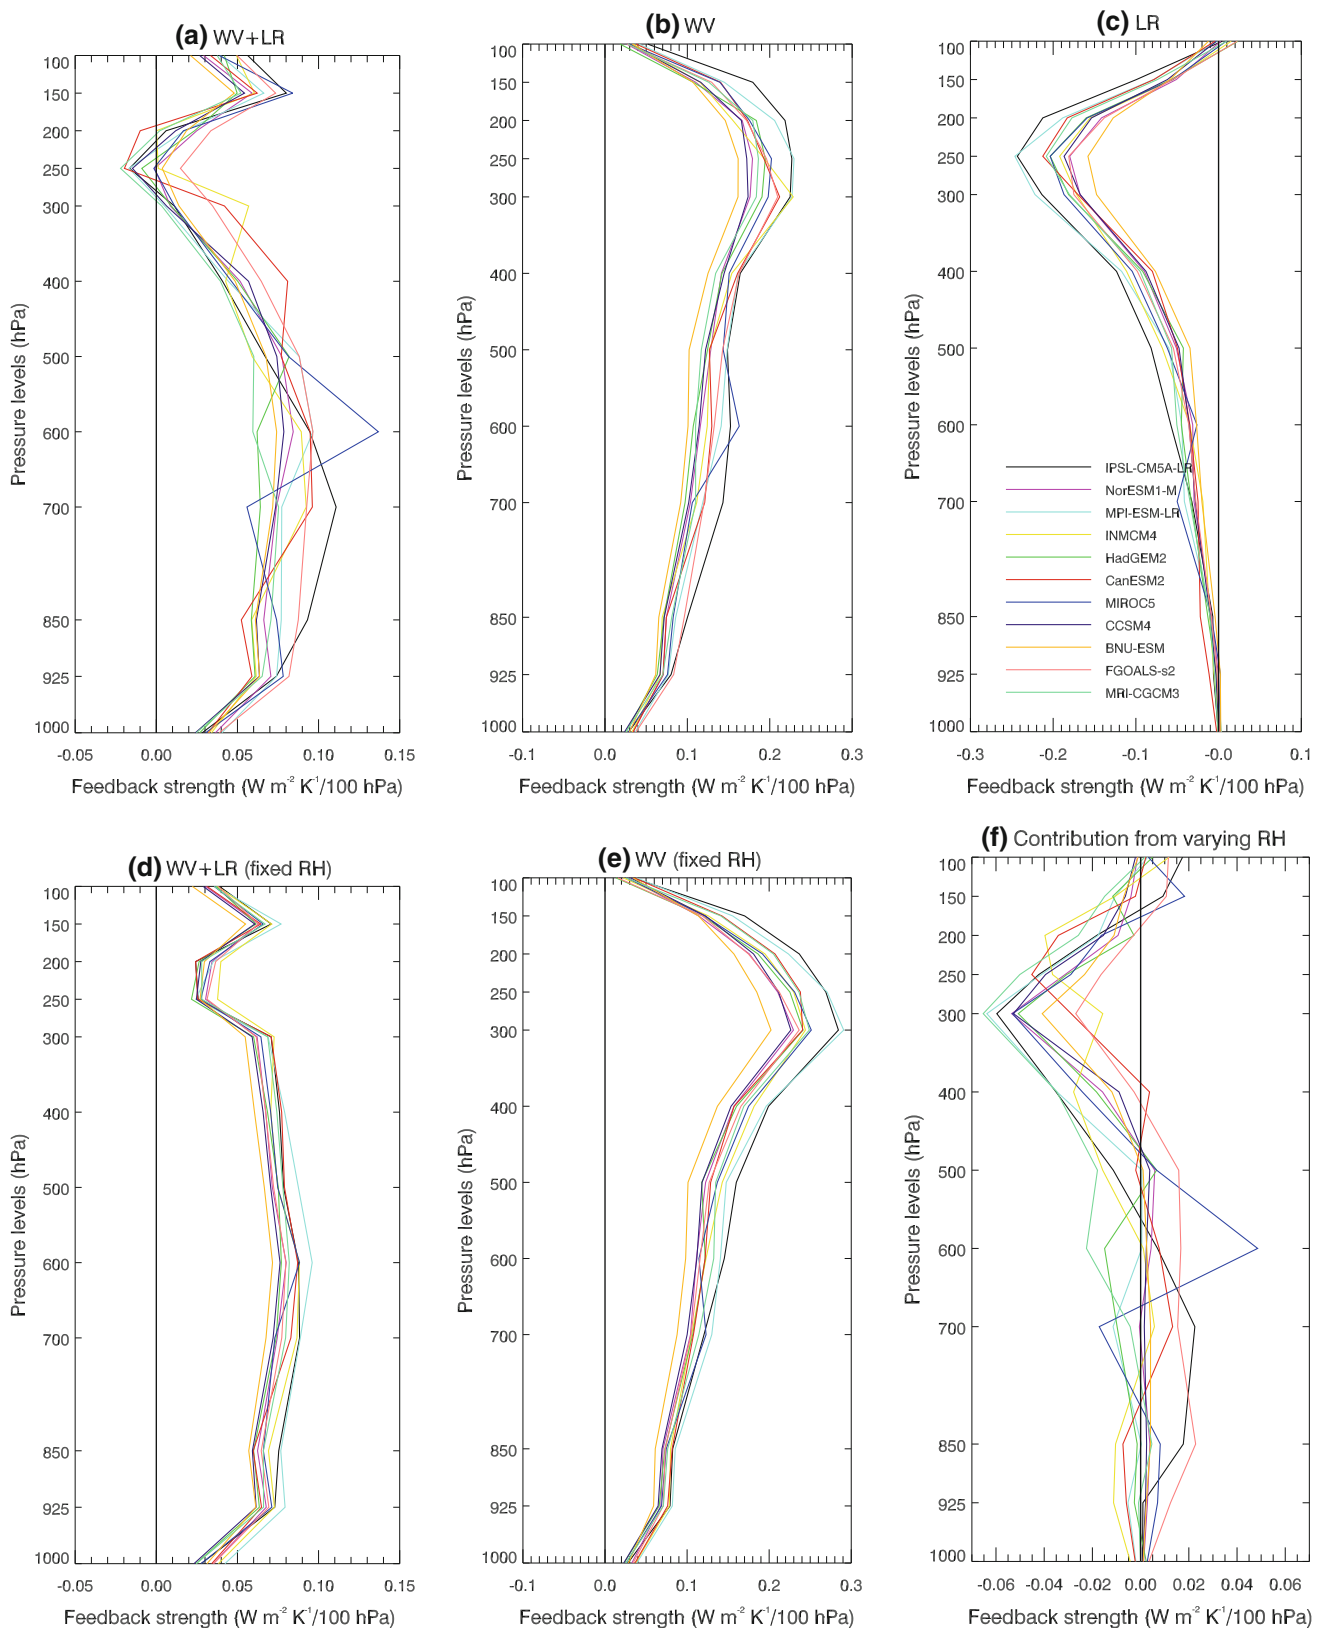 (a) WV+LR
100
150
200
250
300
400
500
600
700
850
925
1000
-0.05 0.00 0.05 0.10 0.15
Pressure levels (hPa)
Feedback strength (W m⁻² K⁻¹/100 hPa)
(b) WV
100
150
200
250
300
400
500
600
700
850
925
1000
-0.1 0.0 0.1 0.2 0.3
Pressure levels (hPa)
Feedback strength (W m⁻² K⁻¹/100 hPa)
(c) LR
100
150
200
250
300
400
500
600
700
850
925
1000
-0.3 -0.2 -0.1 -0.0 0.1
Pressure levels (hPa)
Feedback strength (W m⁻² K⁻¹/100 hPa)
IPSL-CM5A-LR
NorESM1-M
MPI-ESM-LR
INMCM4
HadGEM2
CanESM2
MIROC5
CCSM4
BNU-ESM
FGOALS-s2
MRI-CGCM3
(d) WV+LR (fixed RH)
100
150
200
250
300
400
500
600
700
850
925
1000
-0.05 0.00 0.05 0.10 0.15
Pressure levels (hPa)
Feedback strength (W m⁻² K⁻¹/100 hPa)
(e) WV (fixed RH)
100
150
200
250
300
400
500
600
700
850
925
1000
-0.1 0.0 0.1 0.2 0.3
Pressure levels (hPa)
Feedback strength (W m⁻² K⁻¹/100 hPa)
(f) Contribution from varying RH
100
150
200
250
300
400
500
600
700
850
925
1000
-0.06 -0.04 -0.02 0.00 0.02 0.04 0.06
Pressure levels (hPa)
Feedback strength (W m⁻² K⁻¹/100 hPa)